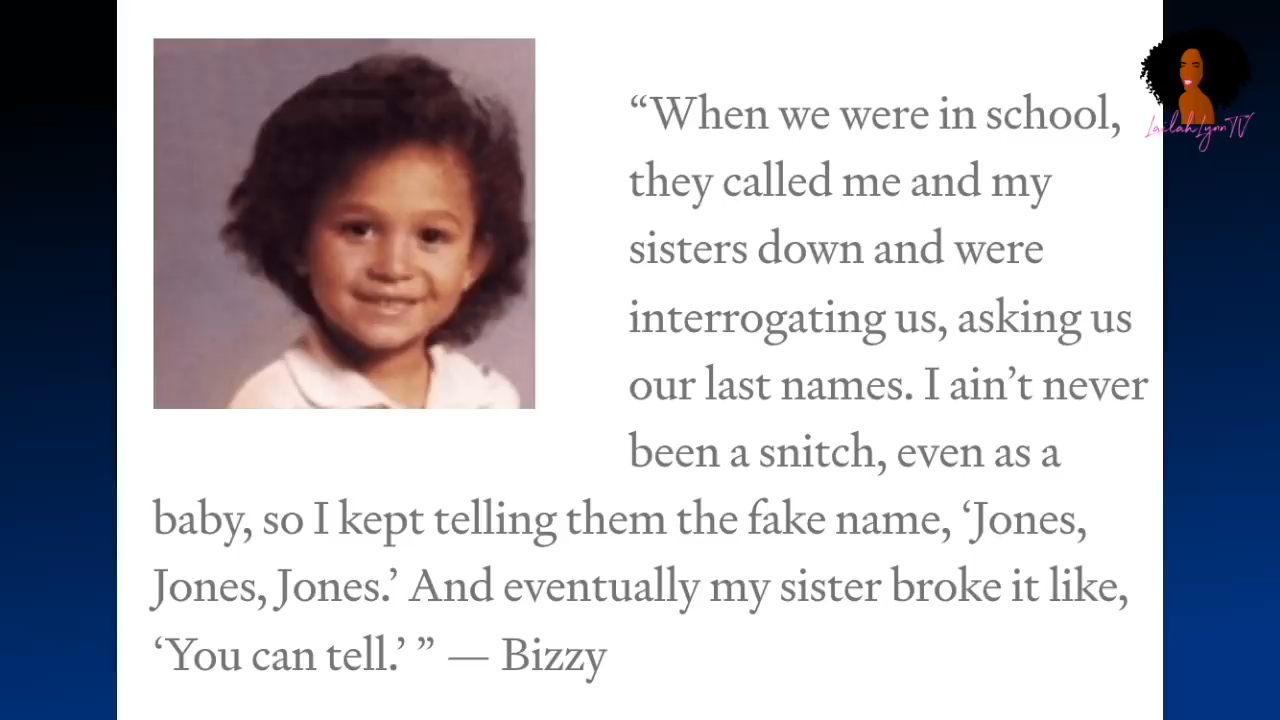 “When we were in school,
they called me and my
sisters down and were
interrogating us, asking us
our last names. I ain’t never
been a snitch, even as a
baby, so I kept telling them the fake name, ‘Jones,
Jones, Jones.’ And eventually my sister broke it like,
‘You can tell.’ ” — Bizzy
LailahLynnTV